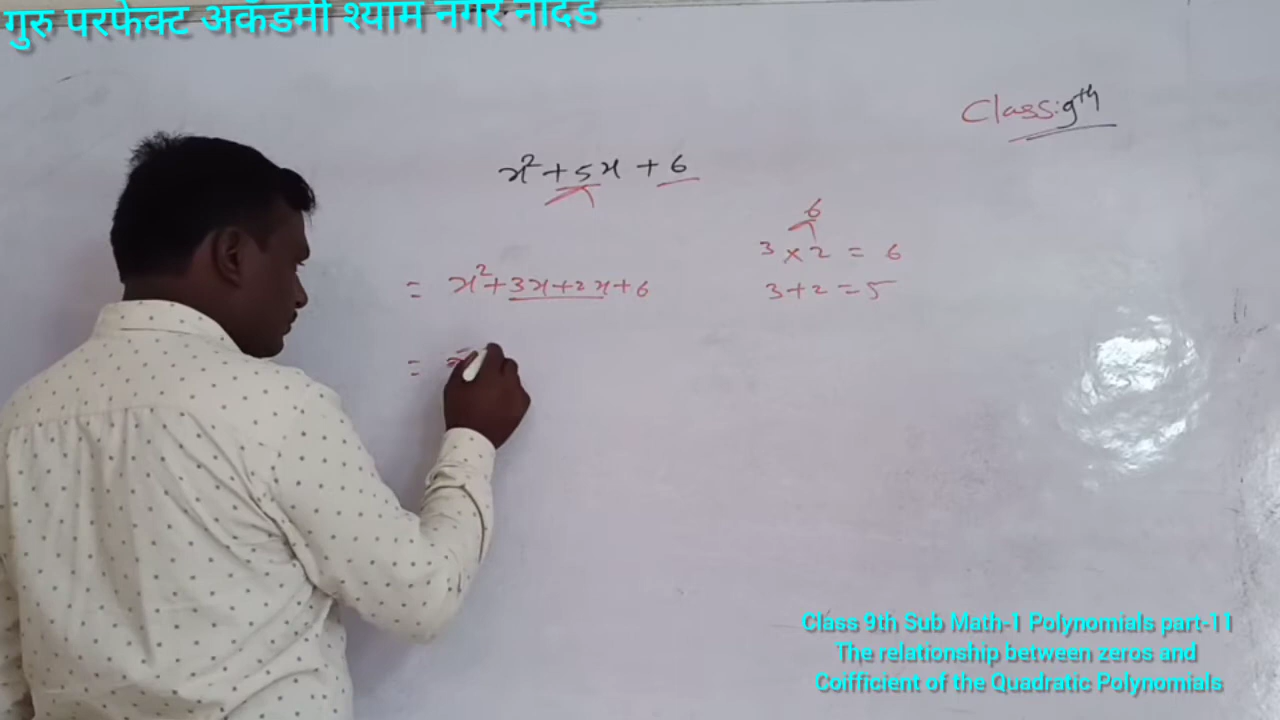 गुरु परफेक्ट अकॅडमी श्याम नगर नांदेड
Class:9th
x² + 5x + 6
6
3 × 2 = 6
3+2=5
= x²+3x+2x+6
=
Class 9th Sub Math-1 Polynomials part-11
The relationship between zeros and
Coifficient of the Quadratic Polynomials